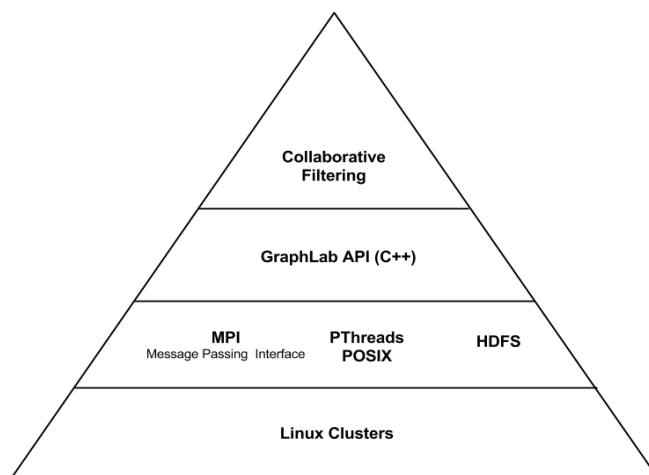 Collaborative
Filtering
GraphLab API (C++)
MPI
Message Passing Interface
PThreads
POSIX
HDFS
Linux Clusters